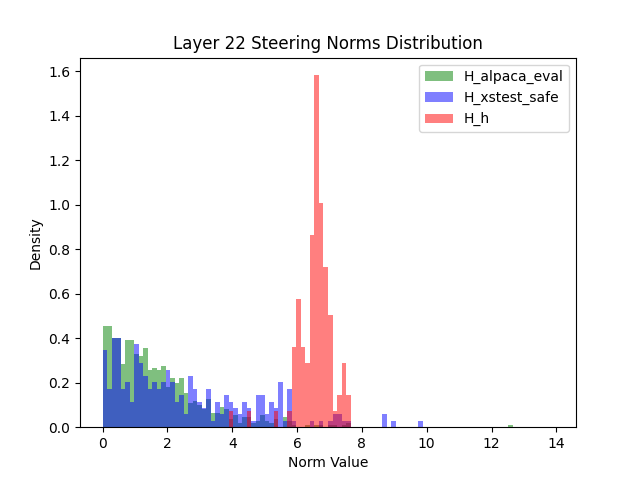 Layer 22 Steering Norms Distribution
H_alpaca_eval
H_xstest_safe
H_h
Density
1.6
1.4
1.2
1.0
0.8
0.6
0.4
0.2
0.0
0 2 4 6 8 10 12 14
Norm Value